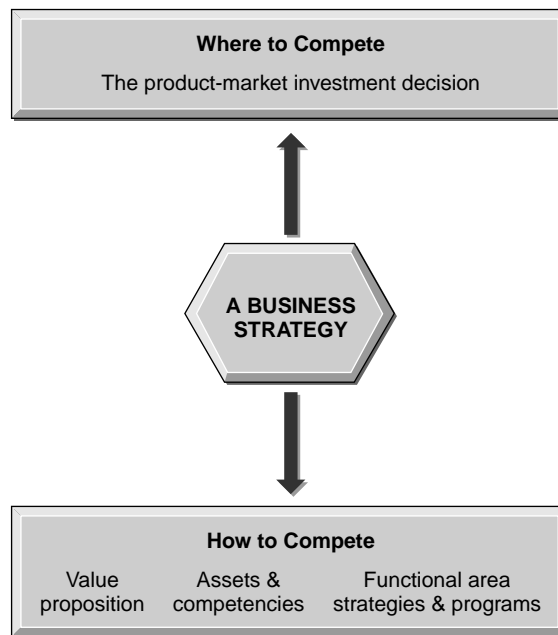 Where to Compete
The product-market investment decision
A BUSINESS
STRATEGY
How to Compete
Value
proposition
Assets &
competencies
Functional area
strategies & programs